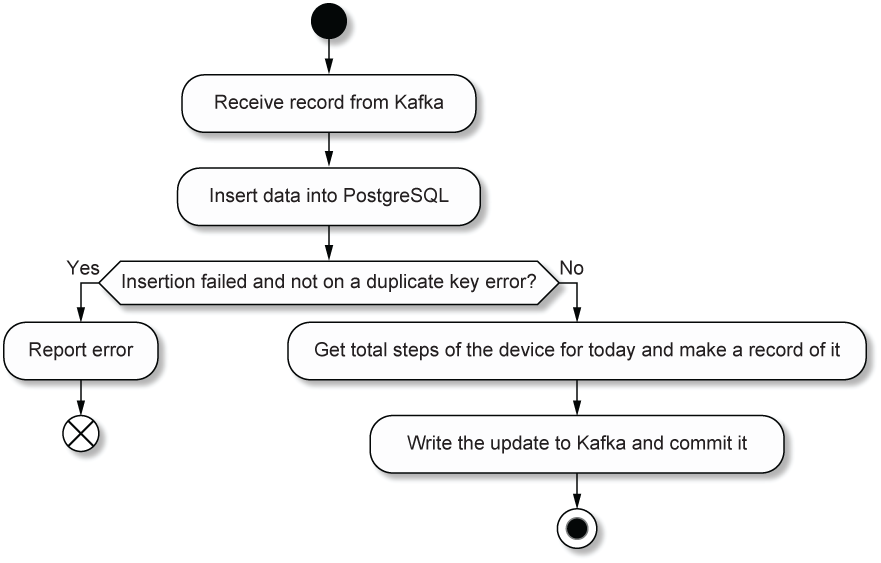 Receive record from Kafka
Insert data into PostgreSQL
Yes
Insertion failed and not on a duplicate key error?
No
Report error
Get total steps of the device for today and make a record of it
Write the update to Kafka and commit it